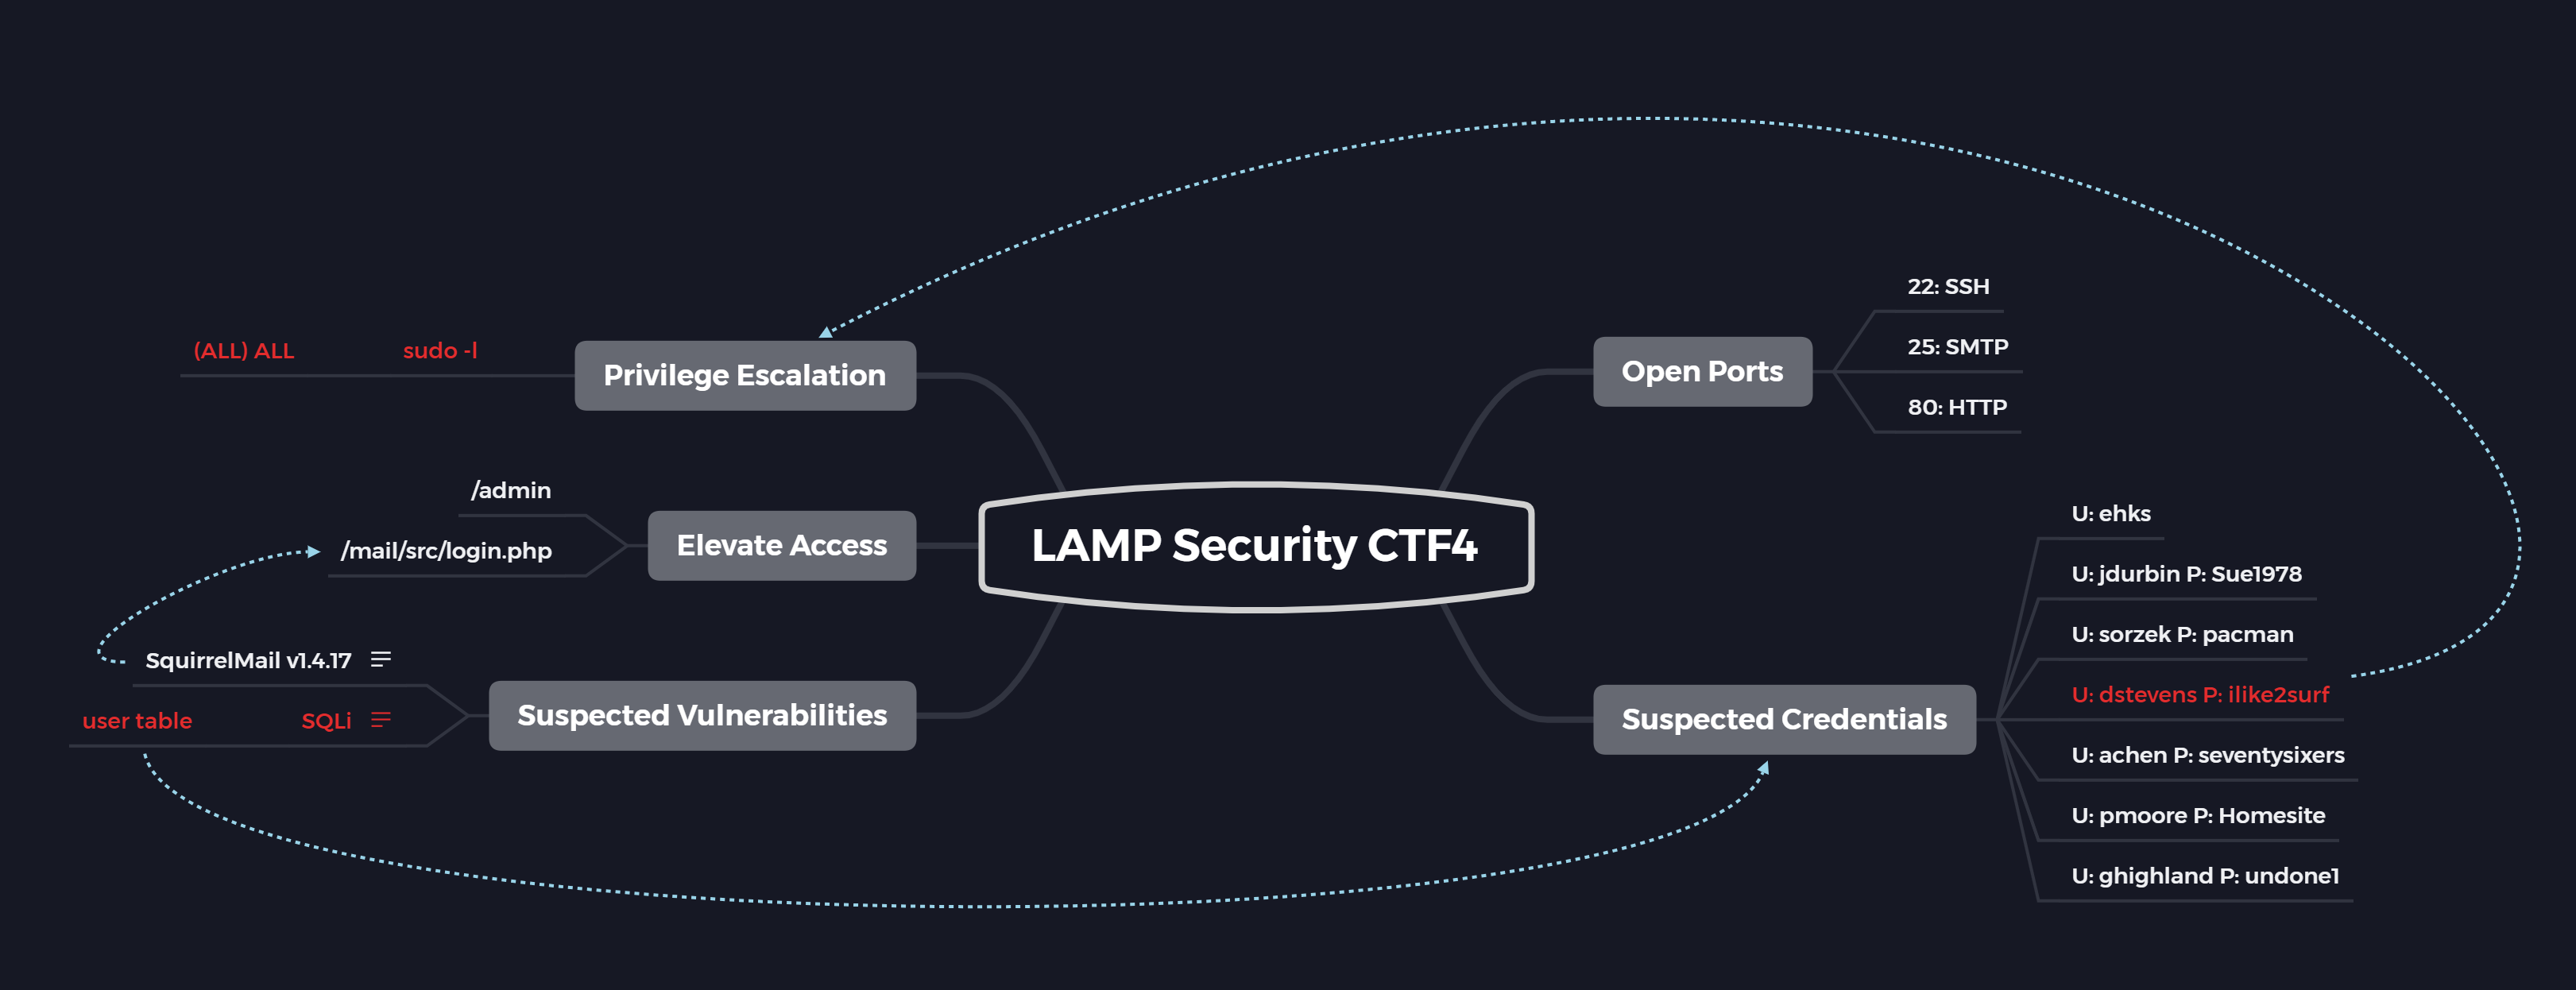 LAMP Security CTF4
Open Ports
22: SSH
25: SMTP
80: HTTP
Suspected Credentials
U: ehks
U: jdurbin P: Sue1978
U: sorzek P: pacman
U: dstevens P: ilike2surf
U: achen P: seventysixers
U: pmoore P: Homesite
U: ghighland P: undone1
Privilege Escalation
sudo -l
(ALL) ALL
Elevate Access
/admin
/mail/src/login.php
Suspected Vulnerabilities
SquirrelMail v1.4.17
SQLi
user table